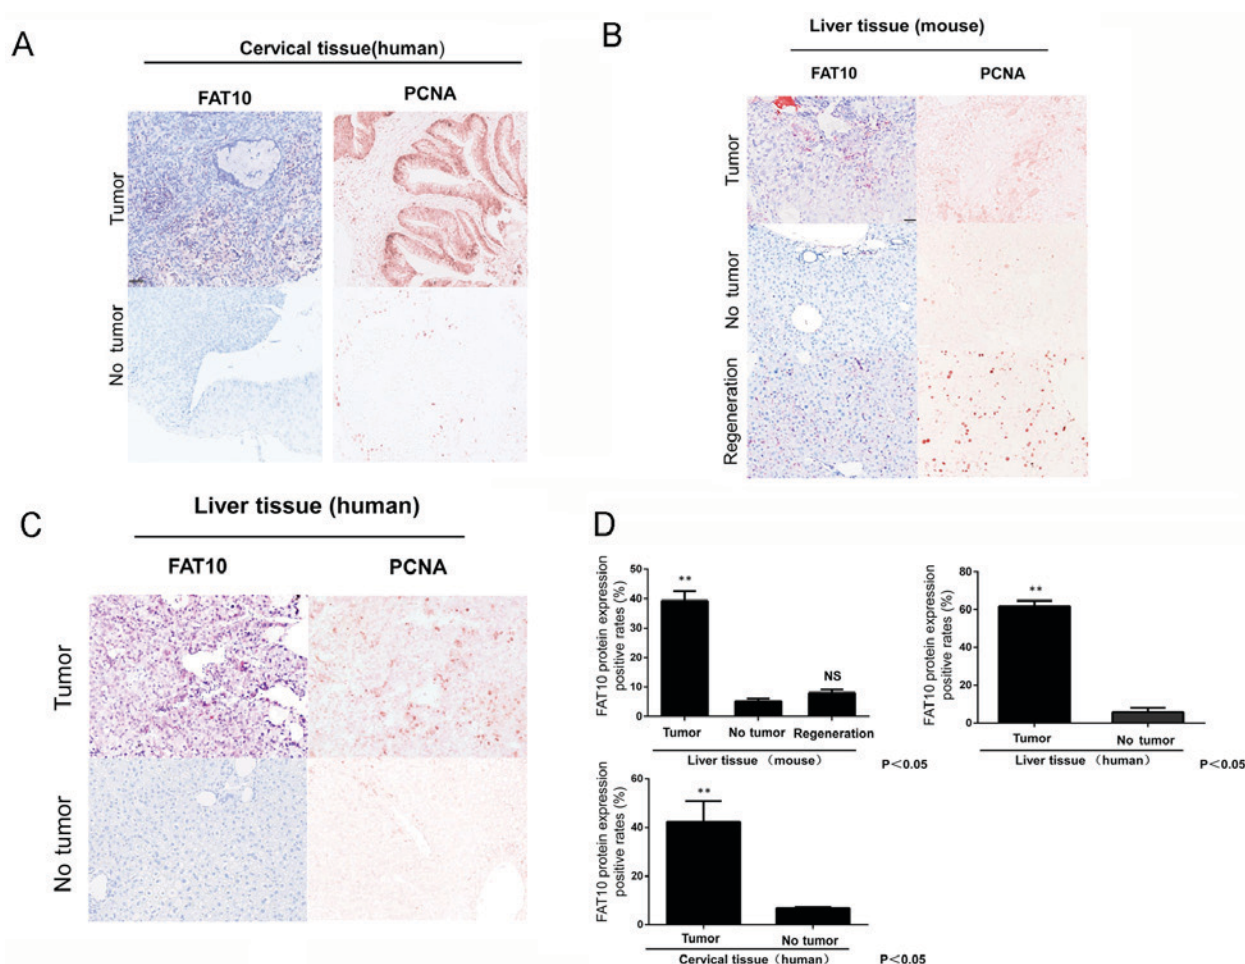 A
Cervical tissue(human)
FAT10
PCNA
Tumor
No tumor
B
Liver tissue (mouse)
FAT10
PCNA
Tumor
No tumor
Regeneration
C
Liver tissue (human)
FAT10
PCNA
Tumor
No tumor
D
FAT10 protein expression
positive rates (%)
50
40
30
20
10
0
**
NS
Tumor
No tumor
Regeneration
Liver tissue（mouse）
P＜0.05
FAT10 protein expression
positive rates (%)
80
60
40
20
0
**
Tumor
No tumor
Liver tissue（human）
P＜0.05
FAT10 protein expression
positive rates (%)
60
40
20
0
**
Tumor
No tumor
Cervical tissue（human）
P＜0.05